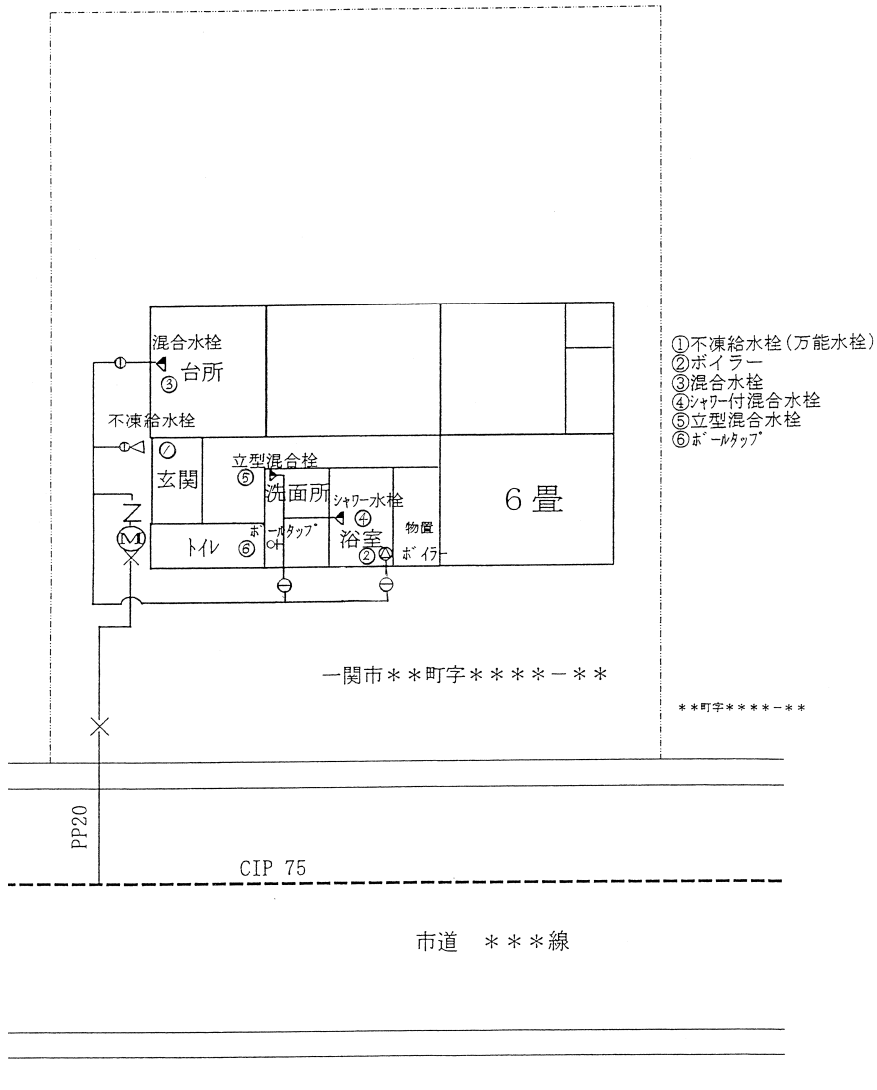 混合水栓
③
台所
不凍給水栓
①
玄関
立型混合栓
⑤
洗面所
シャワー水栓
④
浴室
②
物置
ボイラー
トイレ
⑥
ボールタップ
M
6畳
①不凍給水栓(万能水栓)
②ボイラー
③混合水栓
④シャワー付混合水栓
⑤立型混合水栓
⑥ボールタップ
一関市**町字****-**
**町字****-**
PP20
CIP 75
市道 ***線